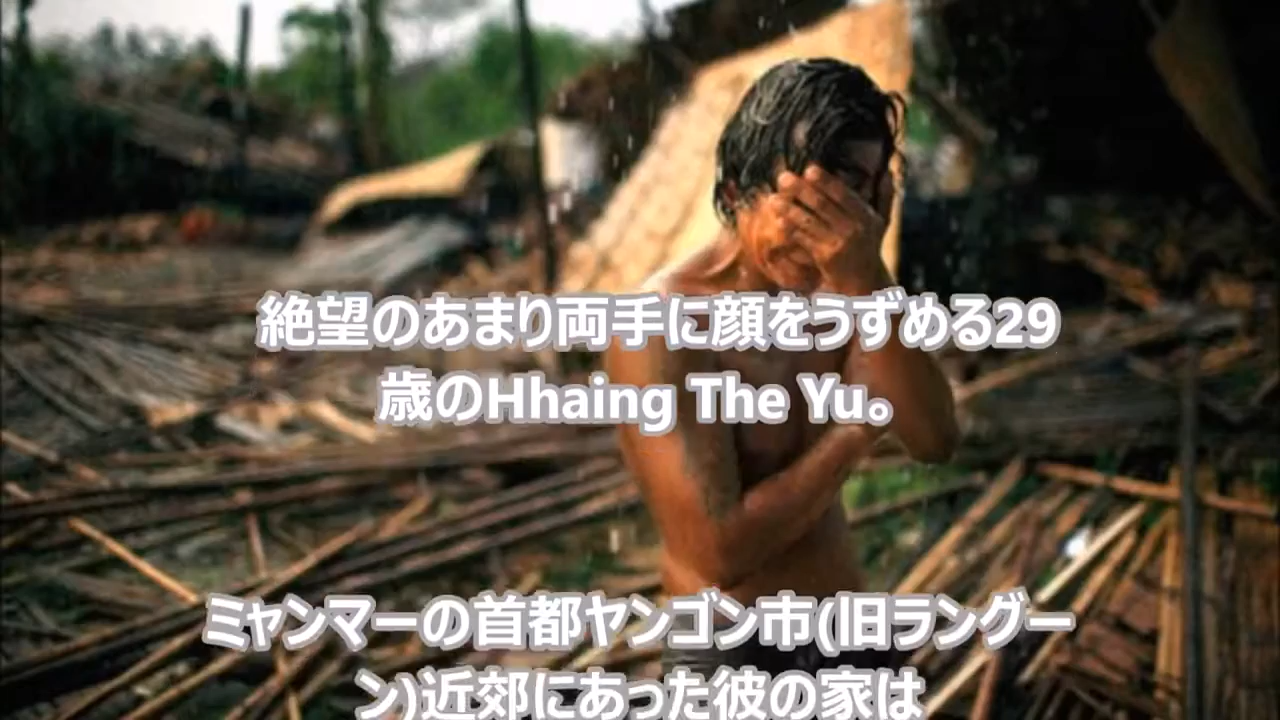 絶望のあまり両手に顔をうずめる29
歳のHhaing The Yu。
ミャンマーの首都ヤンゴン市(旧ラングー
ン)近郊にあった彼の家は